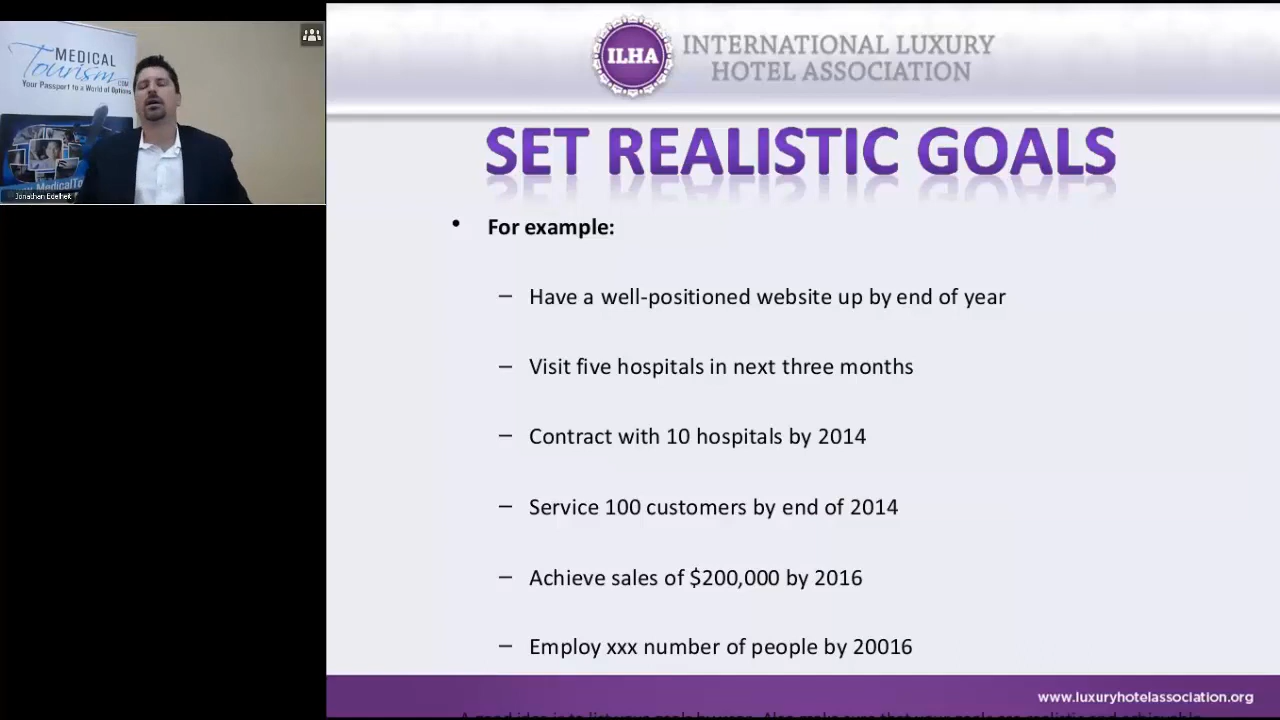 MEDICAL
Tourism
.COM
Your Passport to a World of Options
Jonathan Edelheit
ILHA
INTERNATIONAL LUXURY
HOTEL ASSOCIATION
SET REALISTIC GOALS
• For example:
– Have a well-positioned website up by end of year
– Visit five hospitals in next three months
– Contract with 10 hospitals by 2014
– Service 100 customers by end of 2014
– Achieve sales of $200,000 by 2016
– Employ xxx number of people by 20016
www.luxuryhotelassociation.org